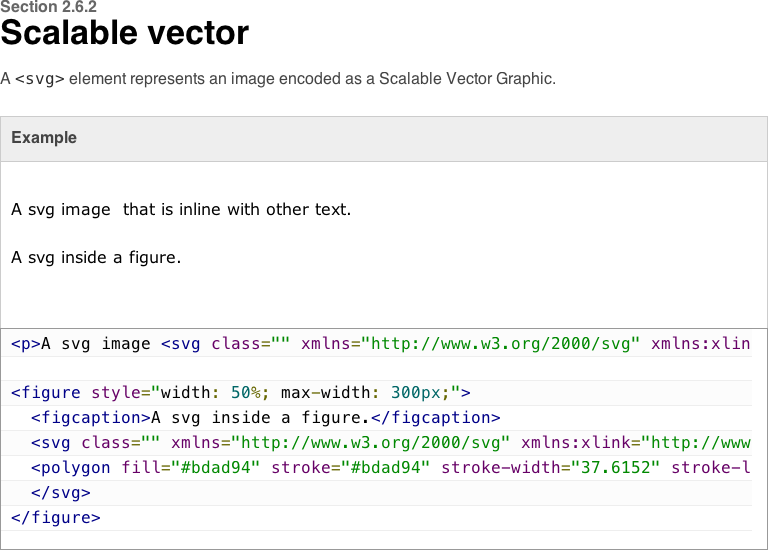 Section 2.6.2
Scalable vector
A <svg> element represents an image encoded as a Scalable Vector Graphic.
Example
A svg image  that is inline with other text.
A svg inside a figure.
<p>A svg image <svg class="" xmlns="http://www.w3.org/2000/svg" xmlns:xlin
<figure style="width: 50%; max-width: 300px;">
  <figcaption>A svg inside a figure.</figcaption>
  <svg class="" xmlns="http://www.w3.org/2000/svg" xmlns:xlink="http://www
  <polygon fill="#bdad94" stroke="#bdad94" stroke-width="37.6152" stroke-l
  </svg>
</figure>